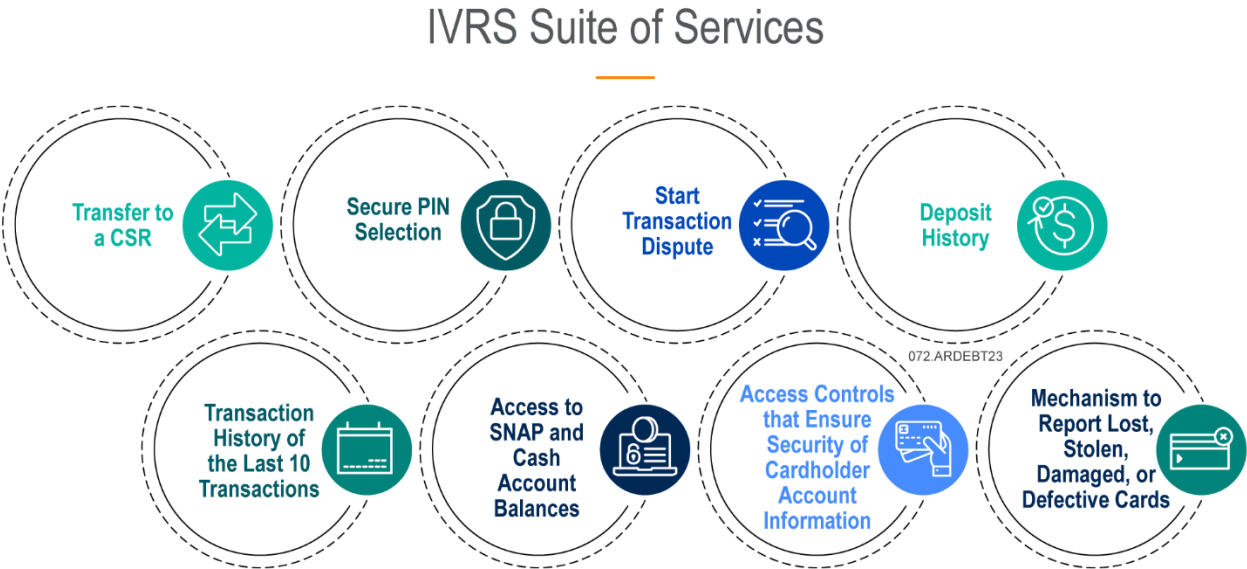 IVRS Suite of Services
Transfer to
a CSR
Secure PIN
Selection
Start
Transaction
Dispute
Deposit
History
072.ARDEBT23
Transaction
History of
the Last 10
Transactions
Access to
SNAP and
Cash
Account
Balances
Access Controls
that Ensure
Security of
Cardholder
Account
Information
Mechanism to
Report Lost,
Stolen,
Damaged, or
Defective Cards